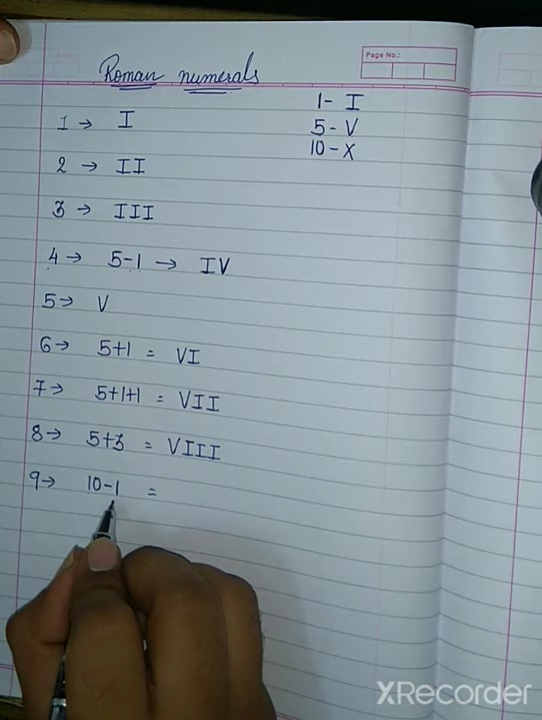 Page No.:
Roman numerals
1- I
5- V
10 - X
1 → I
2 → II
3 → III
4 → 5-1 → IV
5 → V
6 → 5+1 = VI
7 → 5+1+1 = VII
8 → 5+3 = VIII
9 → 10-1 =
XRecorder